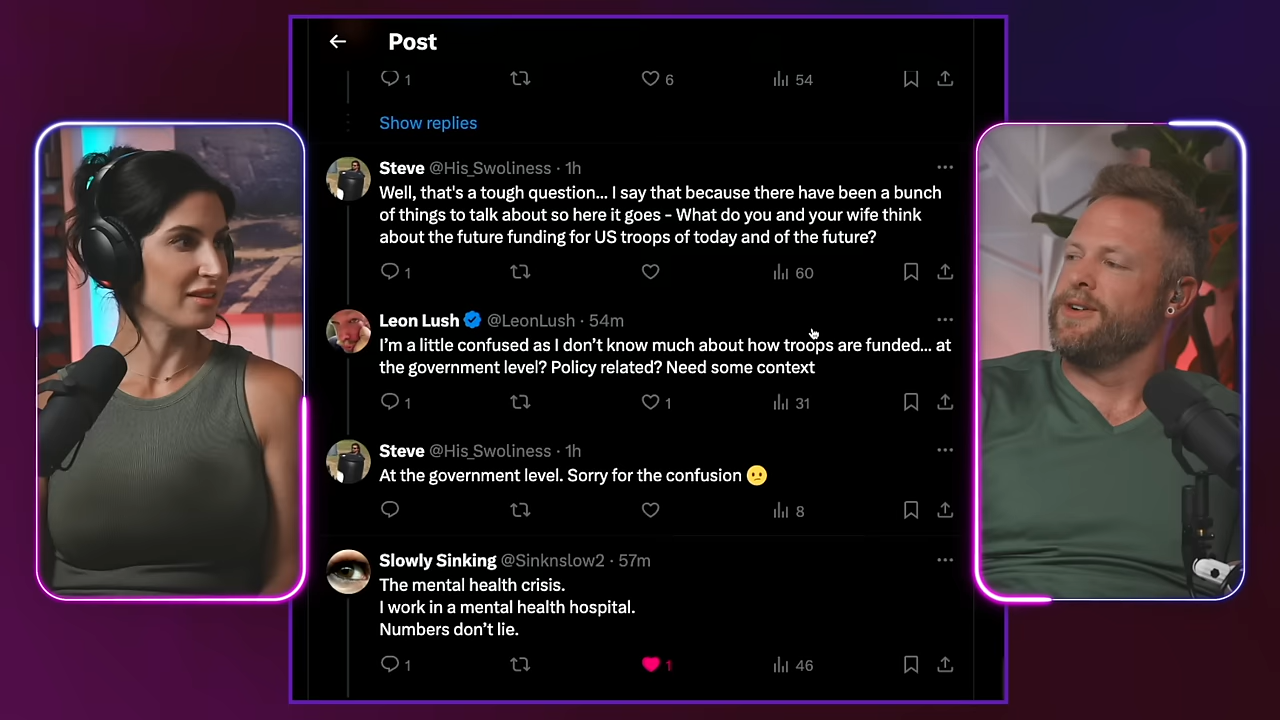 Post
1 6 54
Show replies
Steve @His_Swoliness · 1h
Well, that's a tough question... I say that because there have been a bunch
of things to talk about so here it goes - What do you and your wife think
about the future funding for US troops of today and of the future?
1 60
Leon Lush @LeonLush · 54m
I'm a little confused as I don't know much about how troops are funded... at
the government level? Policy related? Need some context
1 1 31
Steve @His_Swoliness · 1h
At the government level. Sorry for the confusion 🫤
8
Slowly Sinking @Sinknslow2 · 57m
The mental health crisis.
I work in a mental health hospital.
Numbers don't lie.
1 1 46